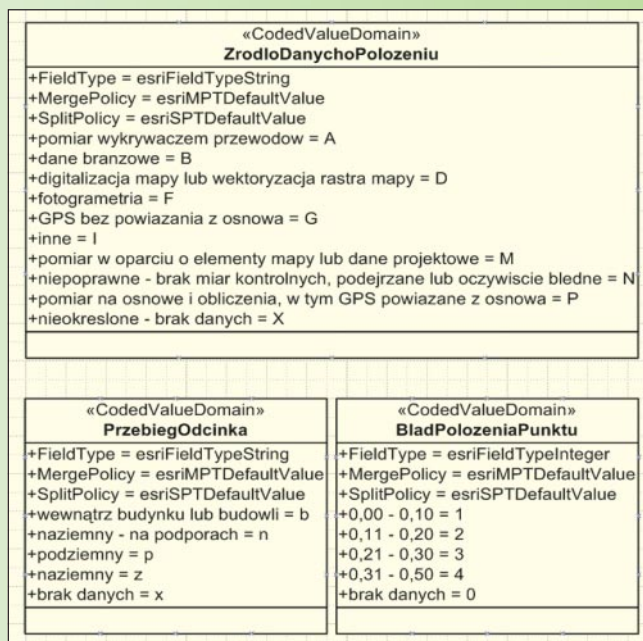 «CodedValueDomain»
ZrodloDanychoPolozeniu
+FieldType = esriFieldTypeString
+MergePolicy = esriMPTDefaultValue
+SplitPolicy = esriSPTDefaultValue
+pomiar wykrywaczem przewodow = A
+dane branzowe = B
+digitalizacja mapy lub wektoryzacja rastra mapy = D
+fotogrametria = F
+GPS bez powiazania z osnowa = G
+inne = I
+pomiar w oparciu o elementy mapy lub dane projektowe = M
+niepoprawne - brak miar kontrolnych, podejrzane lub oczywiscie bledne = N
+pomiar na osnowe i obliczenia, w tym GPS powiazane z osnowa = P
+nieokreslone - brak danych = X
«CodedValueDomain»
PrzebiegOdcinka
+FieldType = esriFieldTypeString
+MergePolicy = esriMPTDefaultValue
+SplitPolicy = esriSPTDefaultValue
+wewnątrz budynku lub budowli = b
+naziemny - na podporach = n
+podziemny = p
+naziemny = z
+brak danych = x
«CodedValueDomain»
BladPolozeniaPunktu
+FieldType = esriFieldTypeInteger
+MergePolicy = esriMPTDefaultValue
+SplitPolicy = esriSPTDefaultValue
+0,00 - 0,10 = 1
+0,11 - 0,20 = 2
+0,21 - 0,30 = 3
+0,31 - 0,50 = 4
+brak danych = 0